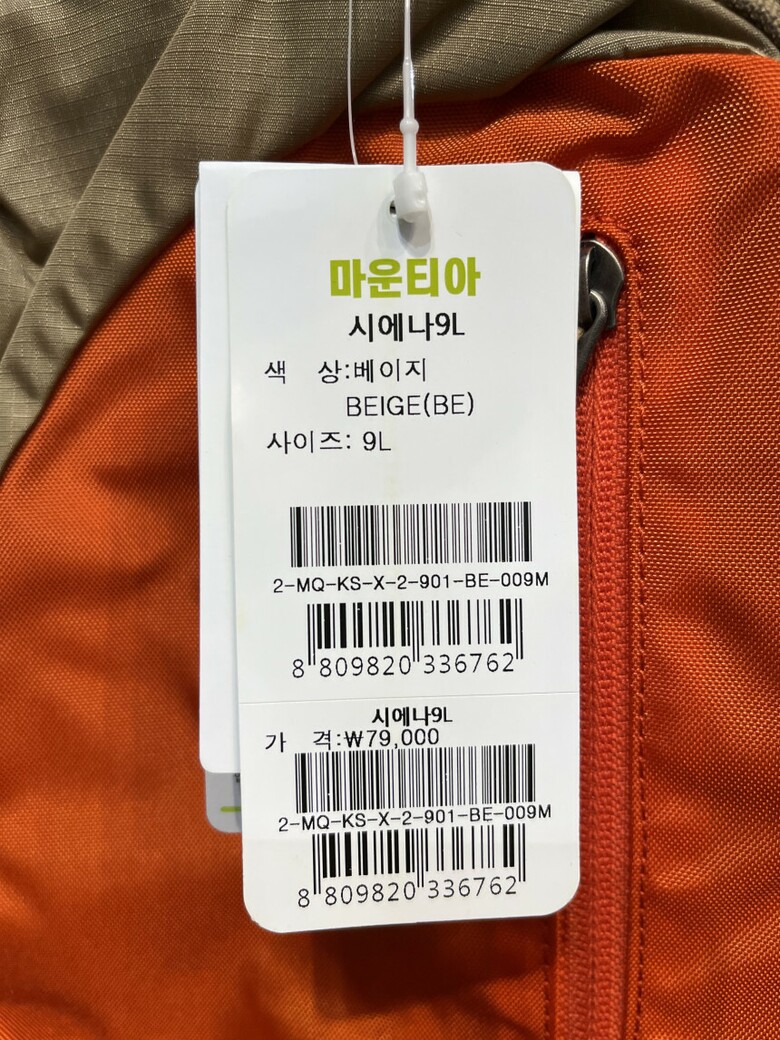 마운티아
시에나9L
색 상:베이지
BEIGE(BE)
사이즈: 9L
2-MQ-KS-X-2-901-BE-009M
8 809820 336762
시에나9L
가 격:₩79,000
2-MQ-KS-X-2-901-BE-009M
8 809820 336762